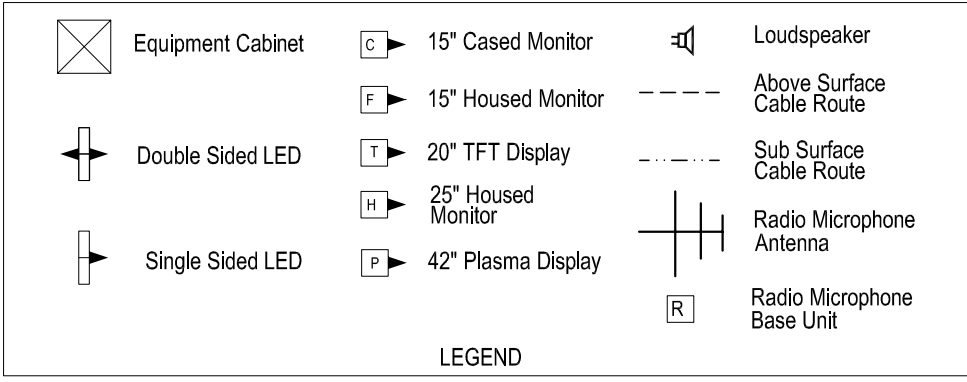 Equipment Cabinet
Double Sided LED
Single Sided LED
C
15" Cased Monitor
F
15" Housed Monitor
T
20" TFT Display
H
25" Housed
Monitor
P
42" Plasma Display
Loudspeaker
Above Surface
Cable Route
Sub Surface
Cable Route
Radio Microphone
Antenna
R
Radio Microphone
Base Unit
LEGEND